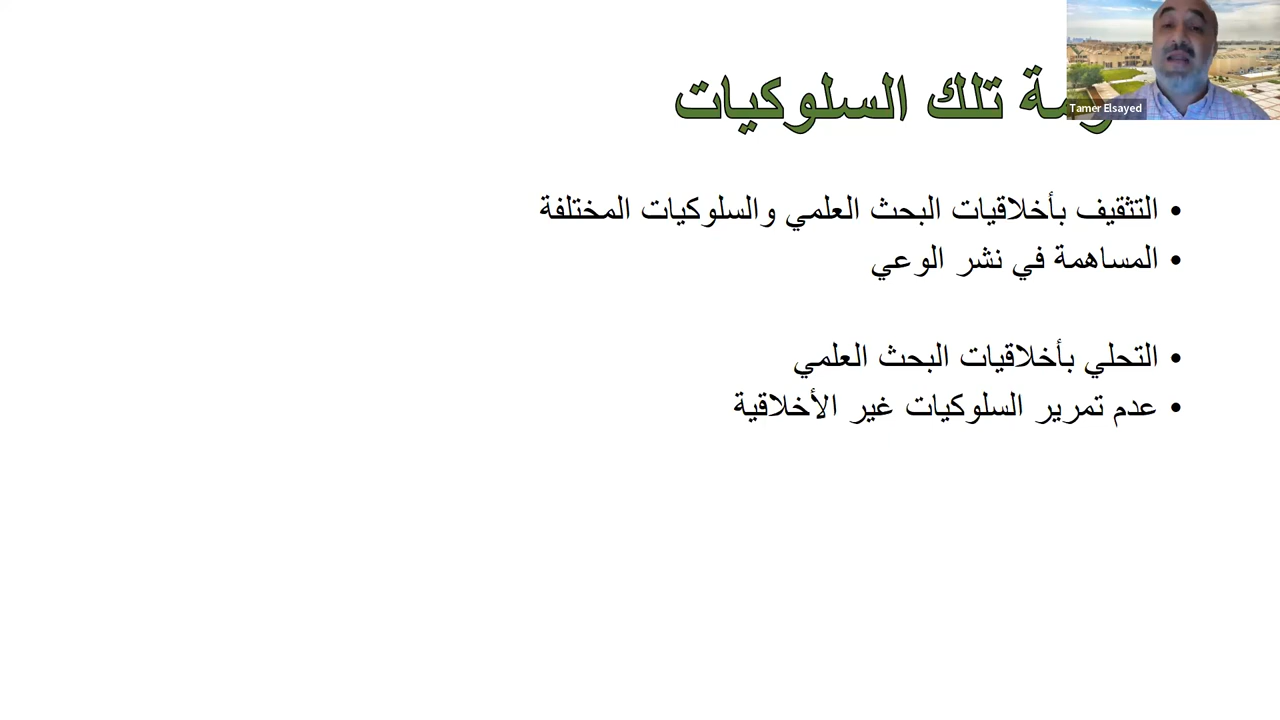 تلك السلوكيات
Tamer Elsayed
• التثقيف بأخلاقيات البحث العلمي والسلوكيات المختلفة
• المساهمة في نشر الوعي
• التحلي بأخلاقيات البحث العلمي
• عدم تمرير السلوكيات غير الأخلاقية